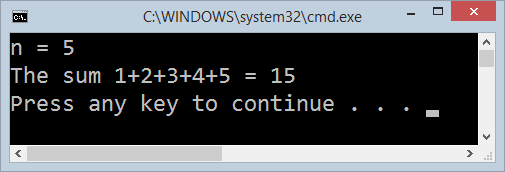 C:\WINDOWS\system32\cmd.exe
n = 5
The sum 1+2+3+4+5 = 15
Press any key to continue . . .